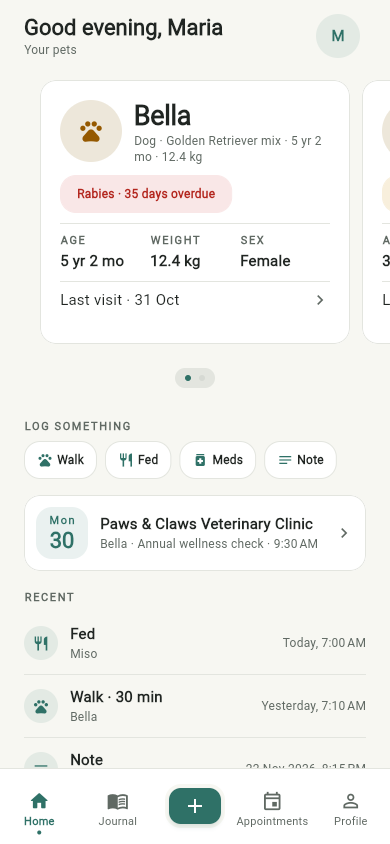 Good evening, Maria
Your pets
M
Bella
Dog · Golden Retriever mix · 5 yr 2
mo · 12.4 kg
Rabies · 35 days overdue
AGE WEIGHT SEX
5 yr 2 mo 12.4 kg Female
Last visit · 31 Oct
LOG SOMETHING
Walk Fed Meds Note
Mon
30
Paws & Claws Veterinary Clinic
Bella · Annual wellness check · 9:30 AM
RECENT
Fed
Miso
Today, 7:00 AM
Walk · 30 min
Bella
Yesterday, 7:10 AM
Note
Home Journal Appointments Profile